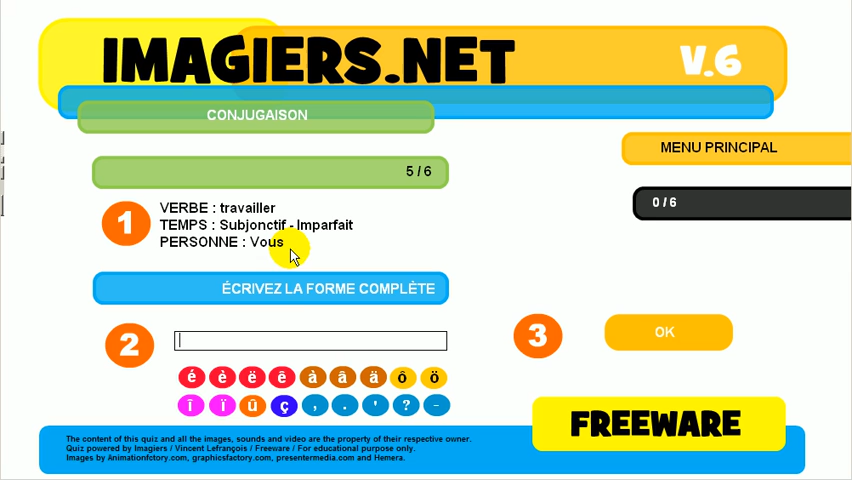 IMAGIERS.NET
V.6
CONJUGAISON
MENU PRINCIPAL
5 / 6
0 / 6
1
VERBE : travailler
TEMPS : Subjonctif - Imparfait
PERSONNE : Vous
ÉCRIVEZ LA FORME COMPLÈTE
2
3
OK
é è ë ē à â ä ô ö
î ï û ç , . ' ? -
FREEWARE
The content of this quiz and all the images, sounds and video are the property of their respective owner.
Quiz powered by Imagiers / Vincent Lefrançois / Freeware / For educational purpose only.
Images by Animationfctory.com, graphicsfactory.com, presentermedia.com and Hemera.